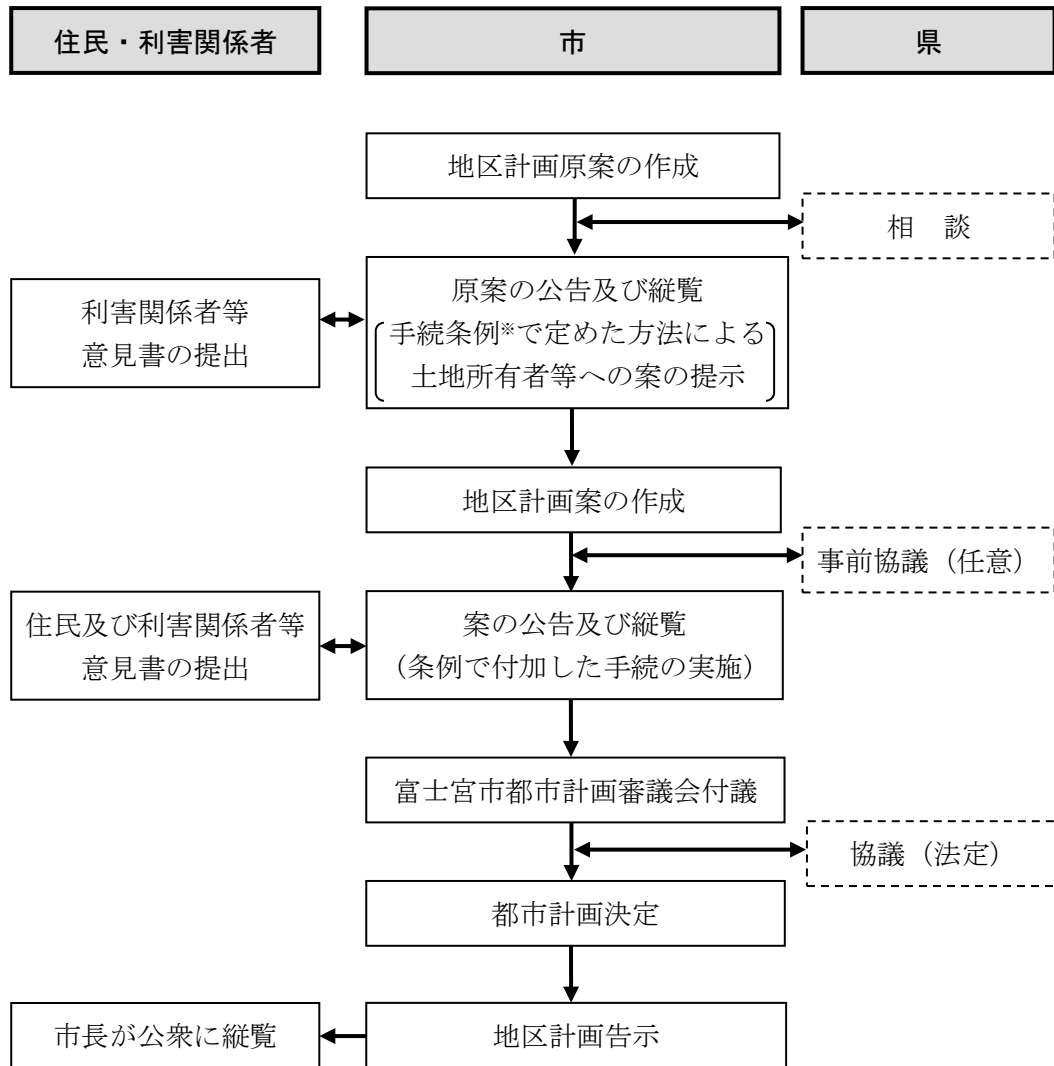 住民・利害関係者
市
県
地区計画原案の作成
相　談
利害関係者等
意見書の提出
原案の公告及び縦覧
手続条例※で定めた方法による
土地所有者等への案の提示
地区計画案の作成
事前協議（任意）
住民及び利害関係者等
意見書の提出
案の公告及び縦覧
（条例で付加した手続の実施）
富士宮市都市計画審議会付議
協議（法定）
都市計画決定
市長が公衆に縦覧
地区計画告示